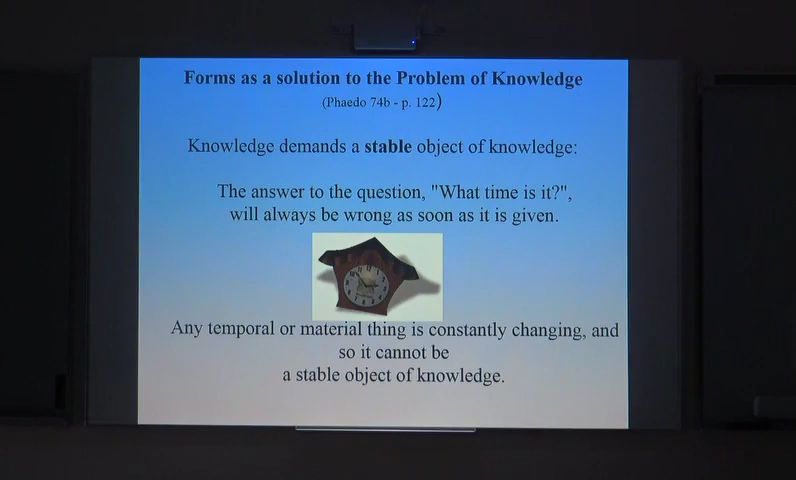 Forms as a solution to the Problem of Knowledge
(Phaedo 74b - p. 122)
Knowledge demands a stable object of knowledge:
The answer to the question, "What time is it?",
will always be wrong as soon as it is given.
Any temporal or material thing is constantly changing, and
so it cannot be
a stable object of knowledge.